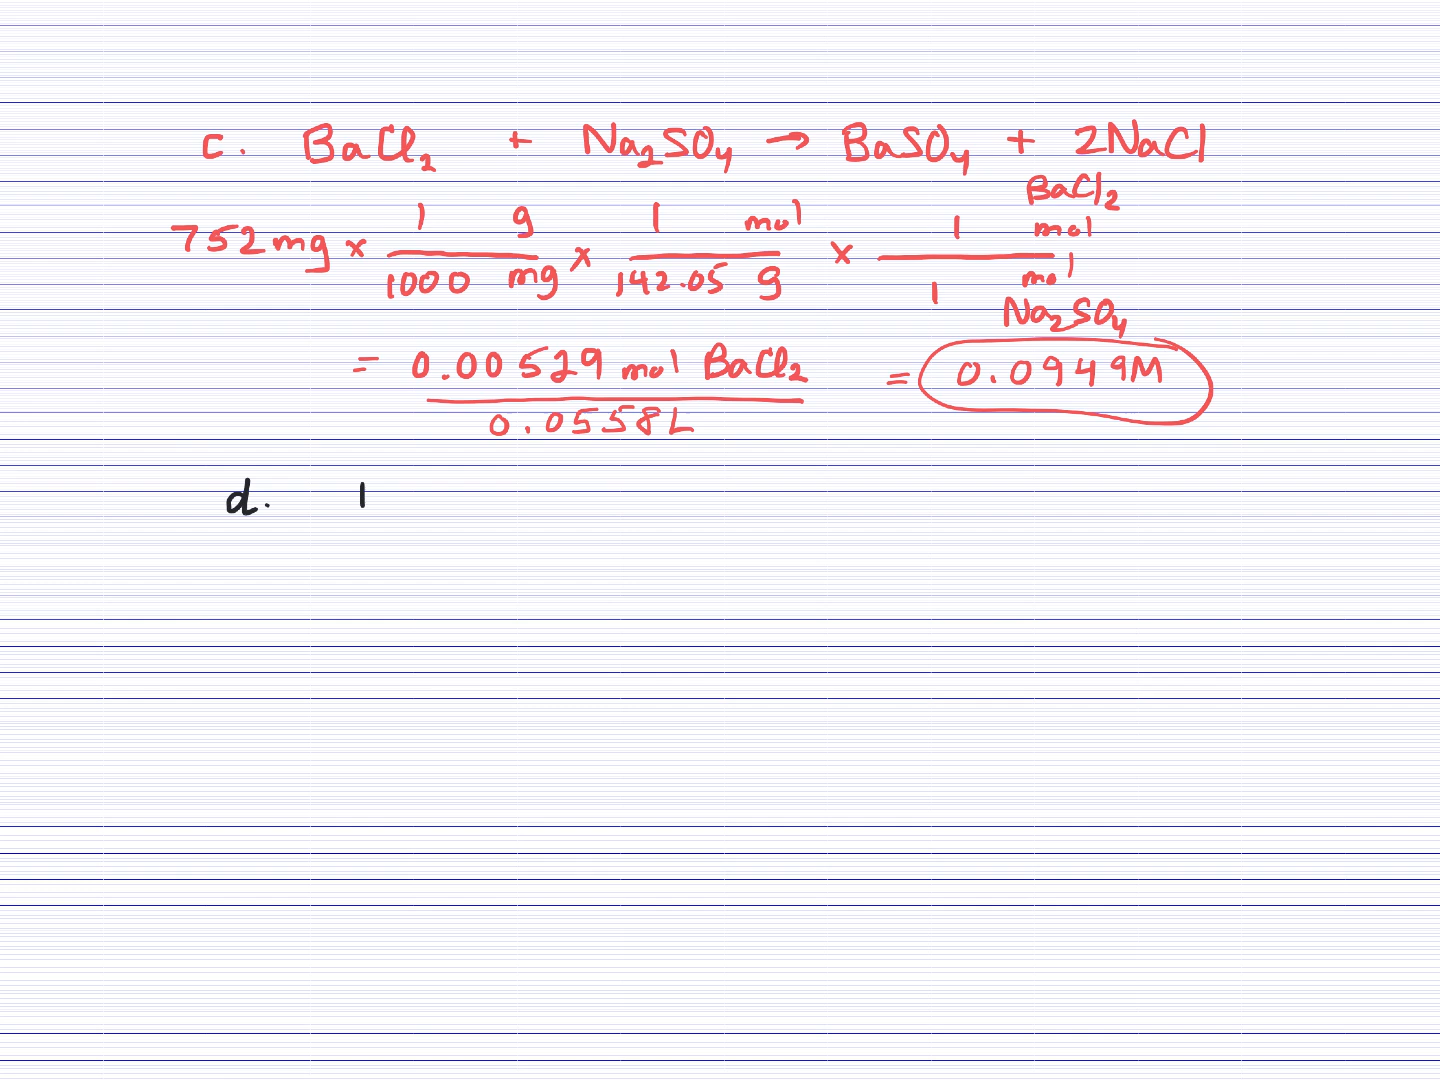 c. BaCl₂ + Na₂SO₄ → BaSO₄ + 2NaCl
752mg × 1 g / 1000 mg × 1 mol / 142.05 g × 1 mol BaCl₂ / 1 mol Na₂SO₄
= 0.00529 mol BaCl₂ / 0.0558L = 0.0949M
d. 1